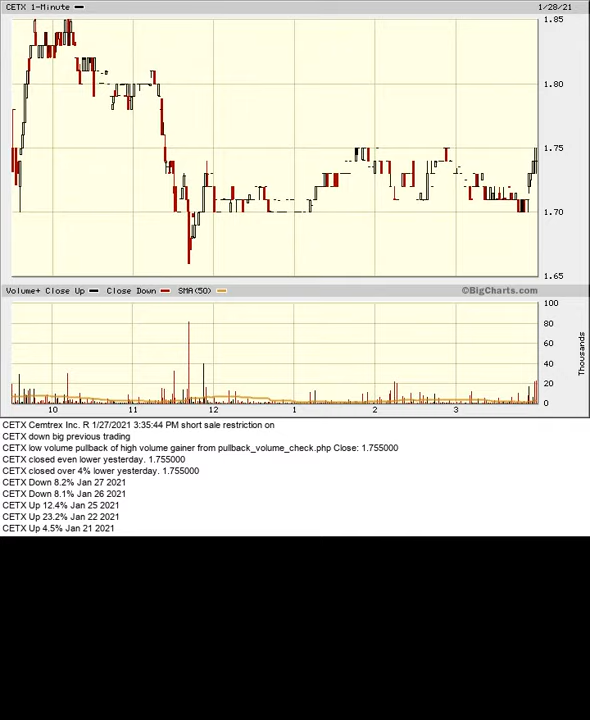 CETX 1-Minute 1/28/21
1.85
1.80
1.75
1.70
1.65
Volume+ Close Up Close Down SMA(50) ©BigCharts.com
100
80
60
40
20
0
Thousands
10 11 12 1 2 3
CETX Cemtrex Inc. R 1/27/2021 3:35:44 PM short sale restriction on
CETX down big previous trading
CETX low volume pullback of high volume gainer from pullback_volume_check.php Close: 1.755000
CETX closed even lower yesterday. 1.755000
CETX closed over 4% lower yesterday. 1.755000
CETX Down 8.2% Jan 27 2021
CETX Down 8.1% Jan 26 2021
CETX Up 12.4% Jan 25 2021
CETX Up 23.2% Jan 22 2021
CETX Up 4.5% Jan 21 2021